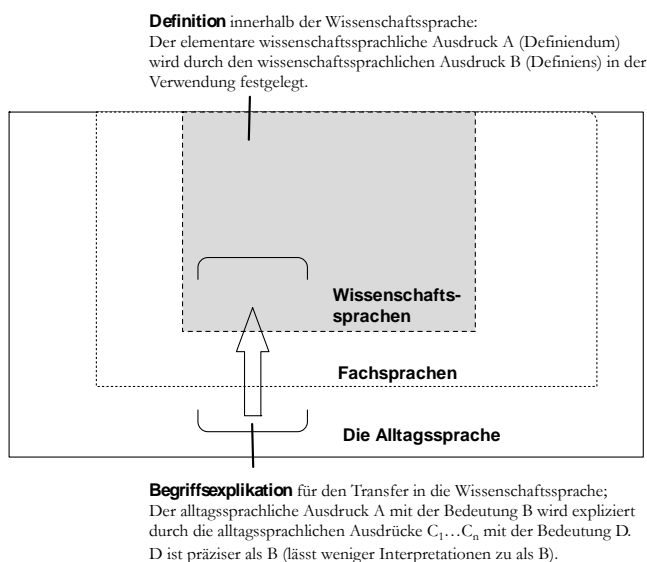 Definition innerhalb der Wissenschaftssprache:
Der elementare wissenschaftssprachliche Ausdruck A (Definiendum)
wird durch den wissenschaftssprachlichen Ausdruck B (Definiens) in der
Verwendung festgelegt.
Wissenschafts-
sprachen
Fachsprachen
Die Alltagssprache
Begriffsexplikation für den Transfer in die Wissenschaftssprache;
Der alltagssprachliche Ausdruck A mit der Bedeutung B wird expliziert
durch die alltagssprachlichen Ausdrücke C₁…Cₙ mit der Bedeutung D.
D ist präziser als B (lässt weniger Interpretationen zu als B).